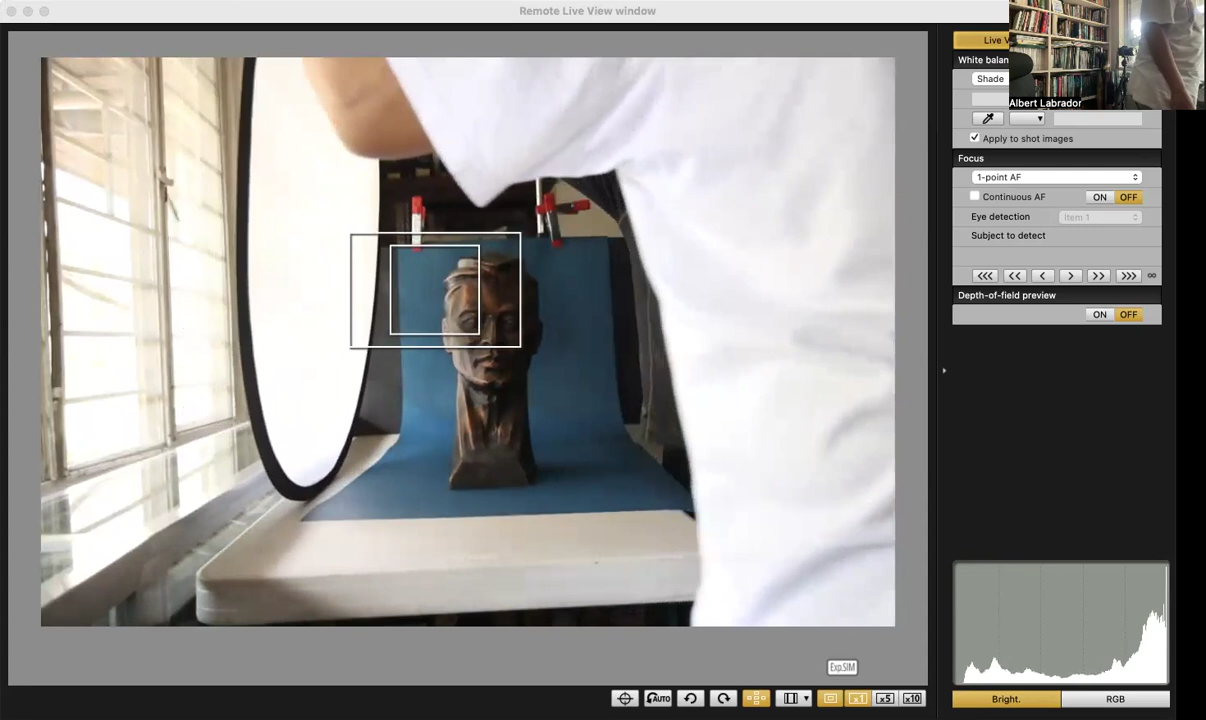 Remote Live View window
Live V
White balan
Shade
Albert Labrador
Apply to shot images
Focus
1-point AF
Continuous AF ON OFF
Eye detection Item 1
Subject to detect
Depth-of-field preview
ON OFF
Exp.SIM
AUTO x1 x5 x10
Bright. RGB